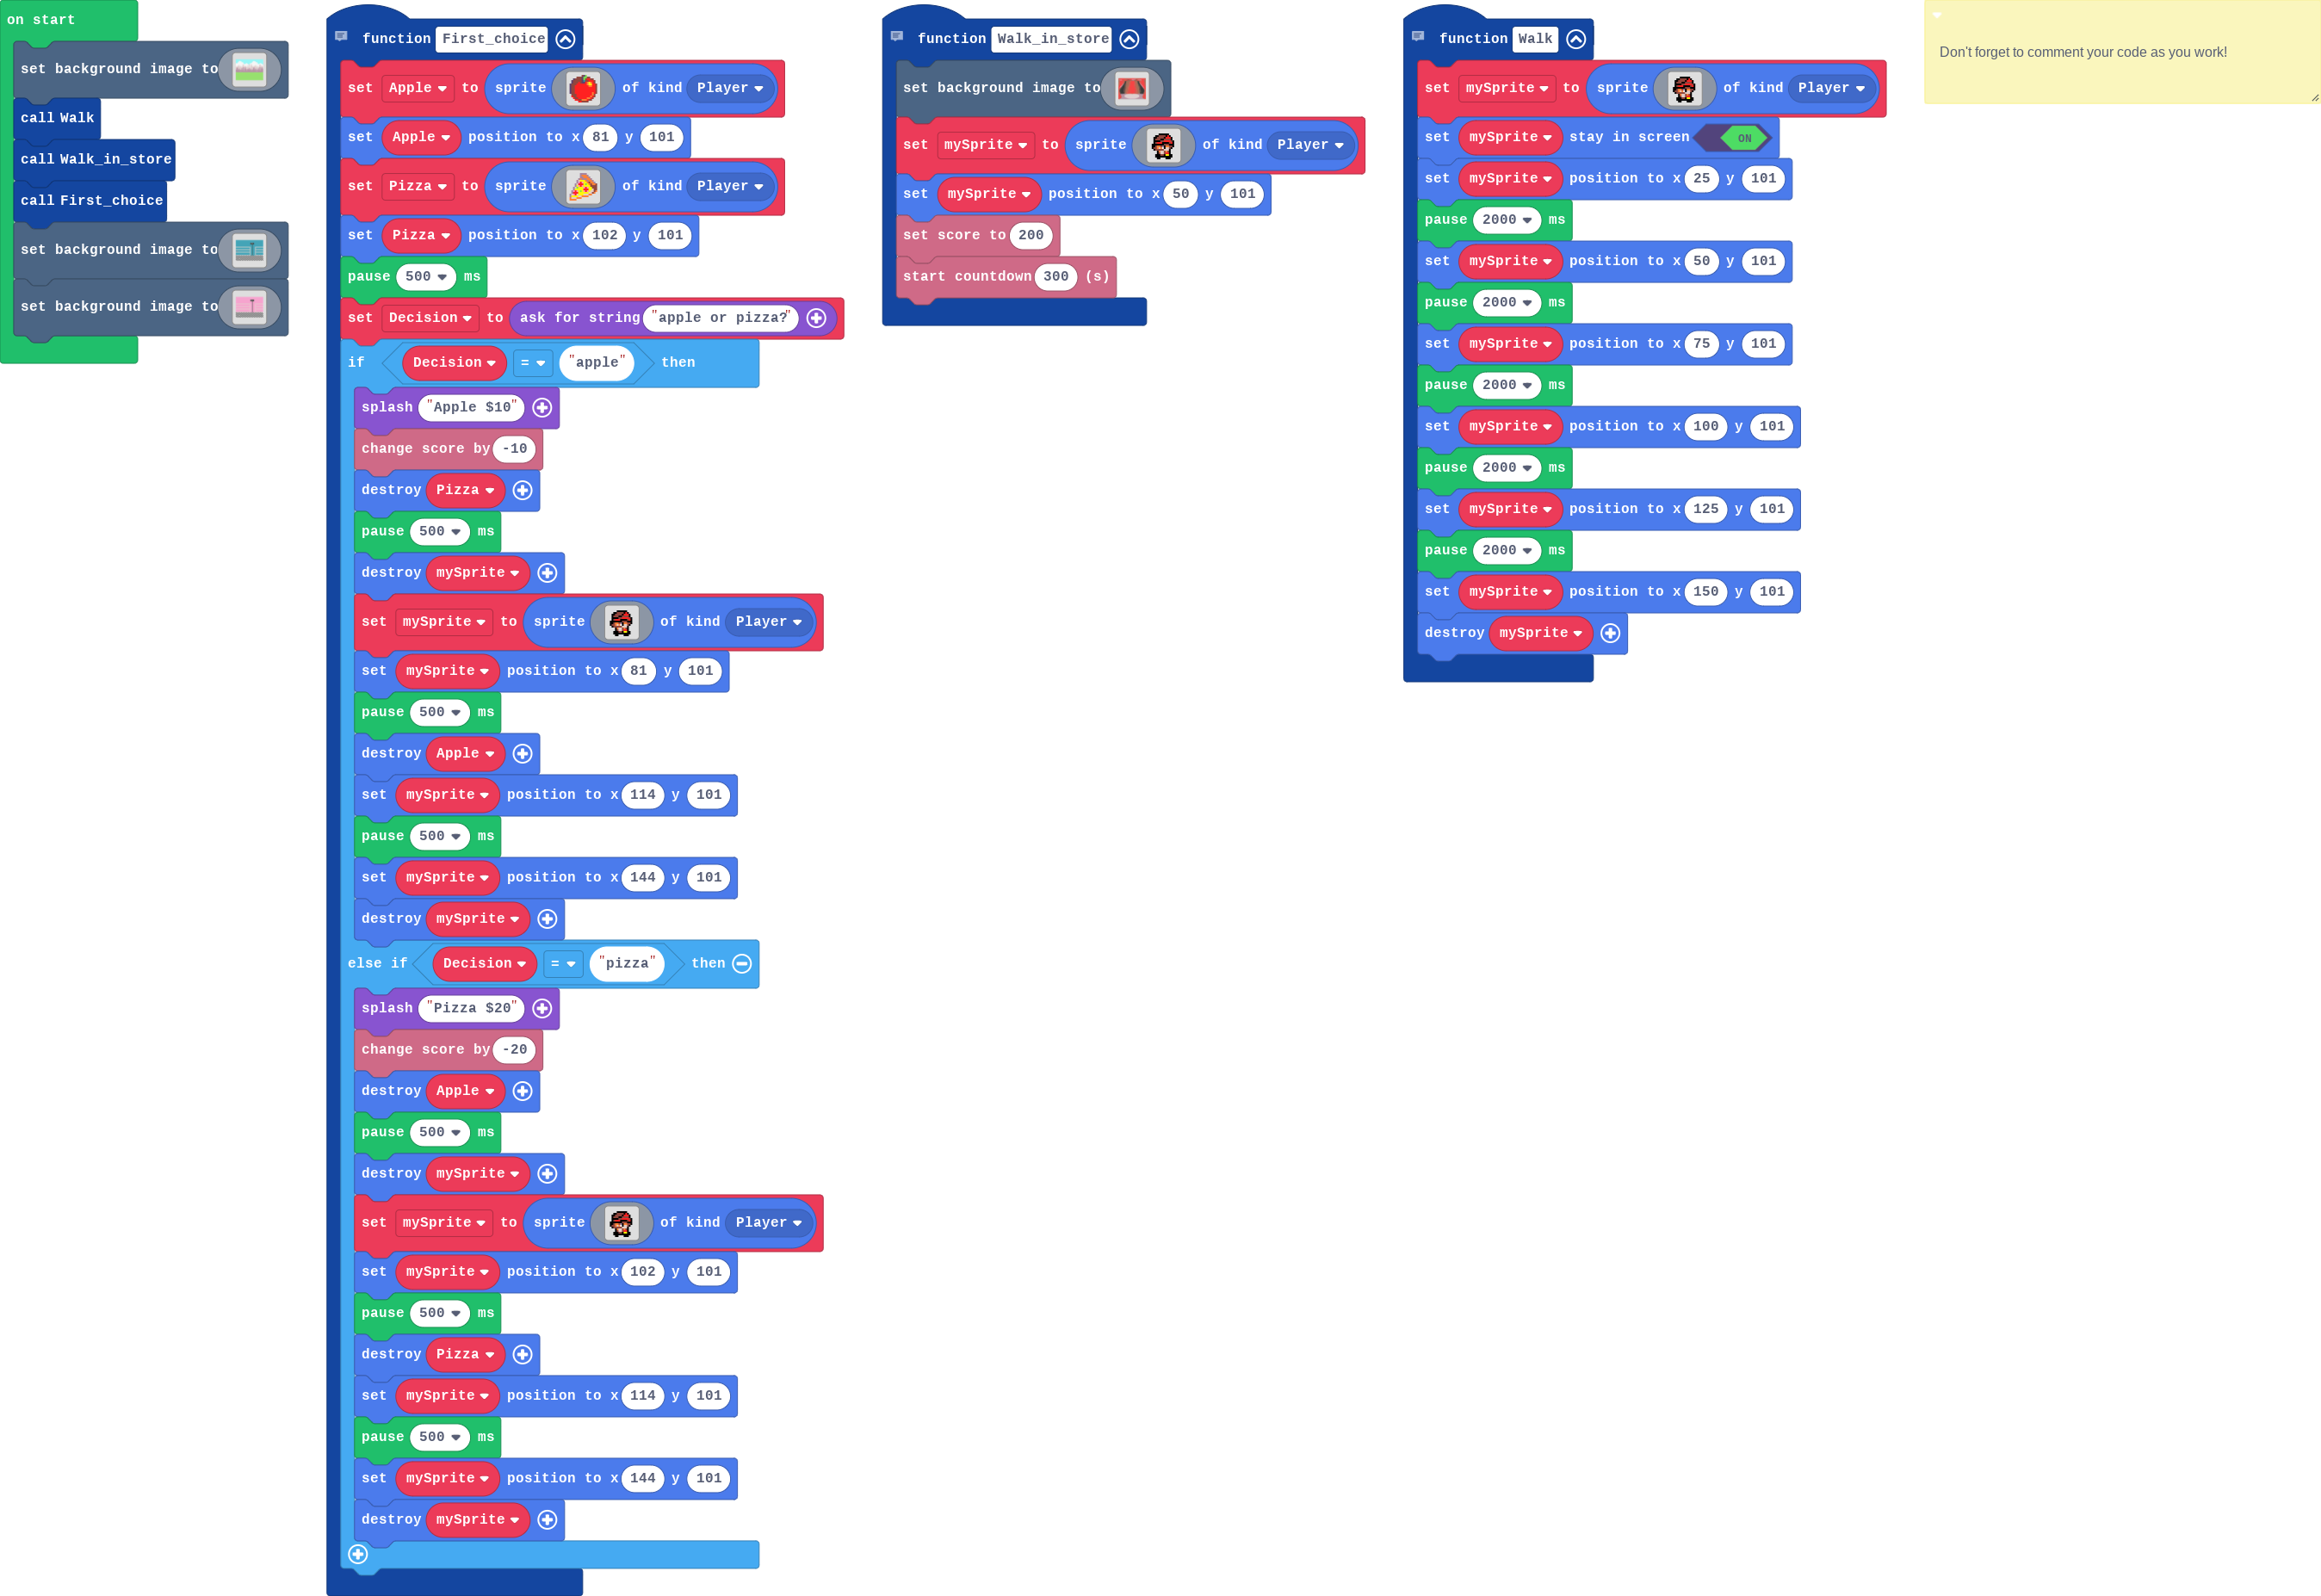 on start
set background image to
call Walk
call Walk_in_store
call First_choice
set background image to
set background image to
function First_choice
set Apple to sprite of kind Player
set Apple position to x 81 y 101
set Pizza to sprite of kind Player
set Pizza position to x 102 y 101
pause 500 ms
set Decision to ask for string "apple or pizza?"
if Decision = "apple" then
splash "Apple $10"
change score by -10
destroy Pizza
pause 500 ms
destroy mySprite
set mySprite to sprite of kind Player
set mySprite position to x 81 y 101
pause 500 ms
destroy Apple
set mySprite position to x 114 y 101
pause 500 ms
set mySprite position to x 144 y 101
destroy mySprite
else if Decision = "pizza" then
splash "Pizza $20"
change score by -20
destroy Apple
pause 500 ms
destroy mySprite
set mySprite to sprite of kind Player
set mySprite position to x 102 y 101
pause 500 ms
destroy Pizza
set mySprite position to x 114 y 101
pause 500 ms
set mySprite position to x 144 y 101
destroy mySprite
function Walk_in_store
set background image to
set mySprite to sprite of kind Player
set mySprite position to x 50 y 101
set score to 200
start countdown 300 (s)
function Walk
set mySprite to sprite of kind Player
set mySprite stay in screen ON
set mySprite position to x 25 y 101
pause 2000 ms
set mySprite position to x 50 y 101
pause 2000 ms
set mySprite position to x 75 y 101
pause 2000 ms
set mySprite position to x 100 y 101
pause 2000 ms
set mySprite position to x 125 y 101
pause 2000 ms
set mySprite position to x 150 y 101
destroy mySprite
Don't forget to comment your code as you work!